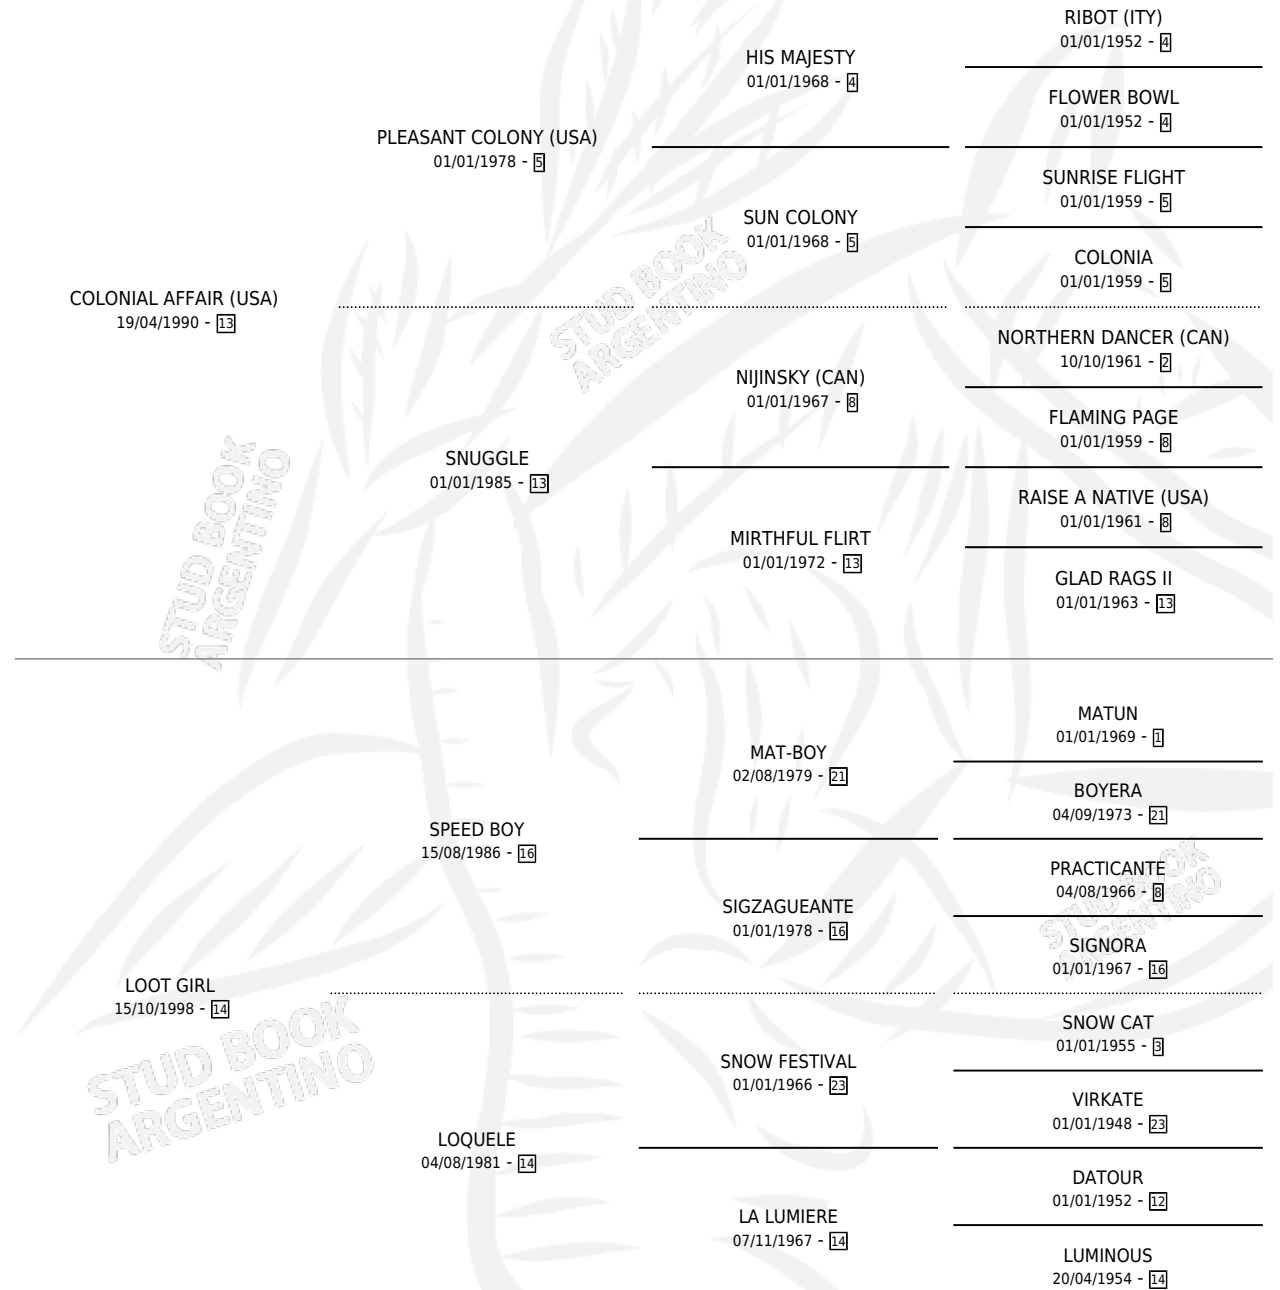 RIBOT (ITY)
01/01/1952 - 4
HIS MAJESTY
01/01/1968 - 4
FLOWER BOWL
01/01/1952 - 4
PLEASANT COLONY (USA)
01/01/1978 - 5
SUNRISE FLIGHT
01/01/1959 - 5
SUN COLONY
01/01/1968 - 5
COLONIA
01/01/1959 - 5
COLONIAL AFFAIR (USA)
19/04/1990 - 13
NORTHERN DANCER (CAN)
10/10/1961 - 2
NIJINSKY (CAN)
01/01/1967 - 8
FLAMING PAGE
01/01/1959 - 8
SNUGGLE
01/01/1985 - 13
RAISE A NATIVE (USA)
01/01/1961 - 8
MIRTHFUL FLIRT
01/01/1972 - 13
GLAD RAGS II
01/01/1963 - 13
MATUN
01/01/1969 - 1
MAT-BOY
02/08/1979 - 21
BOYERA
04/09/1973 - 21
SPEED BOY
15/08/1986 - 16
PRACTICANTE
04/08/1966 - 8
SIGZAGUEANTE
01/01/1978 - 16
SIGNORA
01/01/1967 - 16
LOOT GIRL
15/10/1998 - 14
SNOW CAT
01/01/1955 - 3
SNOW FESTIVAL
01/01/1966 - 23
VIRKATE
01/01/1948 - 23
LOQUELE
04/08/1981 - 14
DATOUR
01/01/1952 - 12
LA LUMIERE
07/11/1967 - 14
LUMINOUS
20/04/1954 - 14
STUD BOOK
ARGENTINO
STUD BOOK
ARGENTINO
STUD BOOK
ARGENTINO
STUD BOOK
ARGENTINO